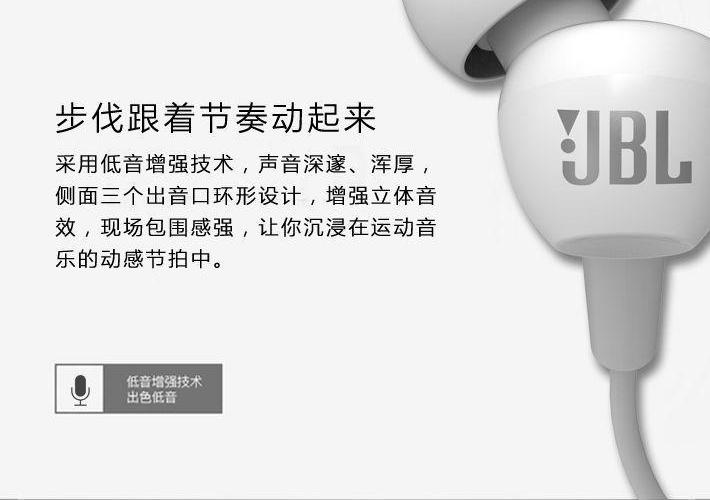 步伐跟着节奏动起来
采用低音增强技术，声音深邃、浑厚，
侧面三个出音口环形设计，增强立体音
效，现场包围感强，让你沉浸在运动音
乐的动感节拍中。
JBL
低音增强技术
出色低音